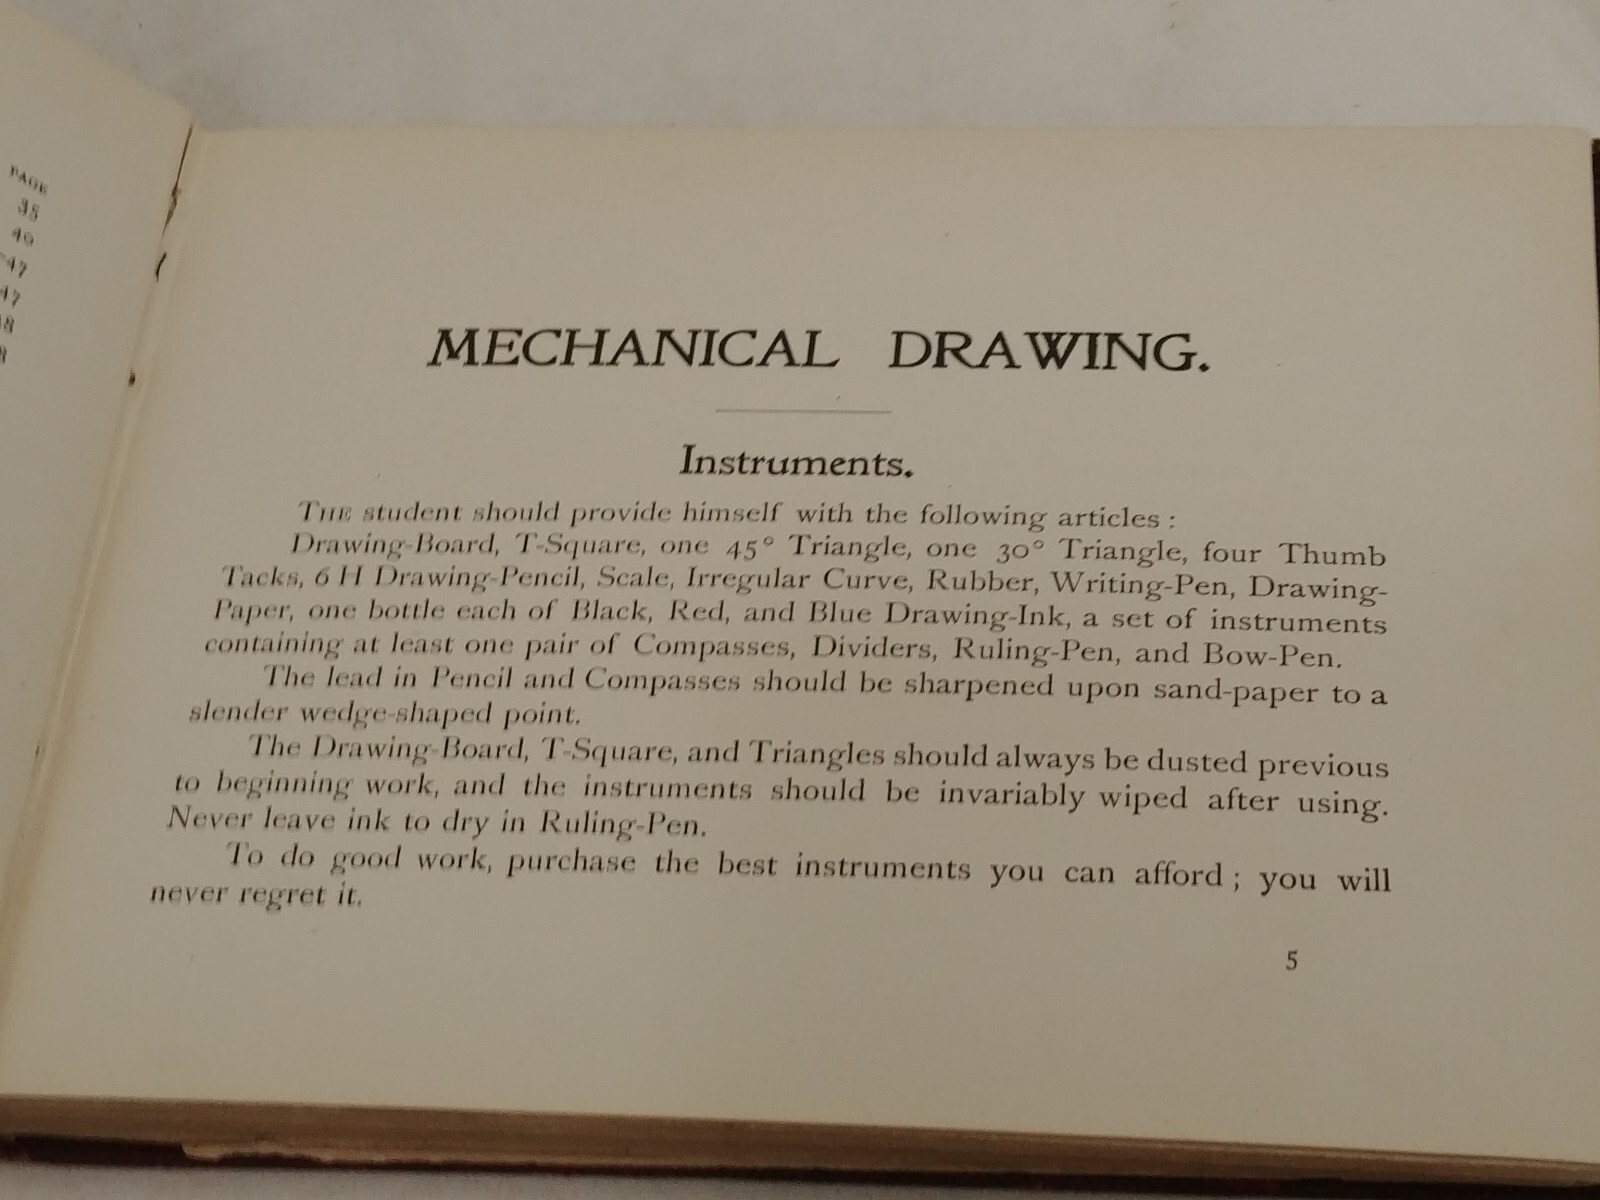 PAGE
35
40
-47
47
MECHANICAL DRAWING.
Instruments.
THE student should provide himself with the following articles :
Drawing-Board, T-Square, one 45° Triangle, one 30° Triangle, four Thumb
Tacks, 6 H Drawing-Pencil, Scale, Irregular Curve, Rubber, Writing-Pen, Drawing-
Paper, one bottle each of Black, Red, and Blue Drawing-Ink, a set of instruments
containing at least one pair of Compasses, Dividers, Ruling-Pen, and Bow-Pen.
The lead in Pencil and Compasses should be sharpened upon sand-paper to a
slender wedge-shaped point.
The Drawing-Board, T-Square, and Triangles should always be dusted previous
to beginning work, and the instruments should be invariably wiped after using.
Never leave ink to dry in Ruling-Pen.
To do good work, purchase the best instruments you can afford ; you will
never regret it.
5